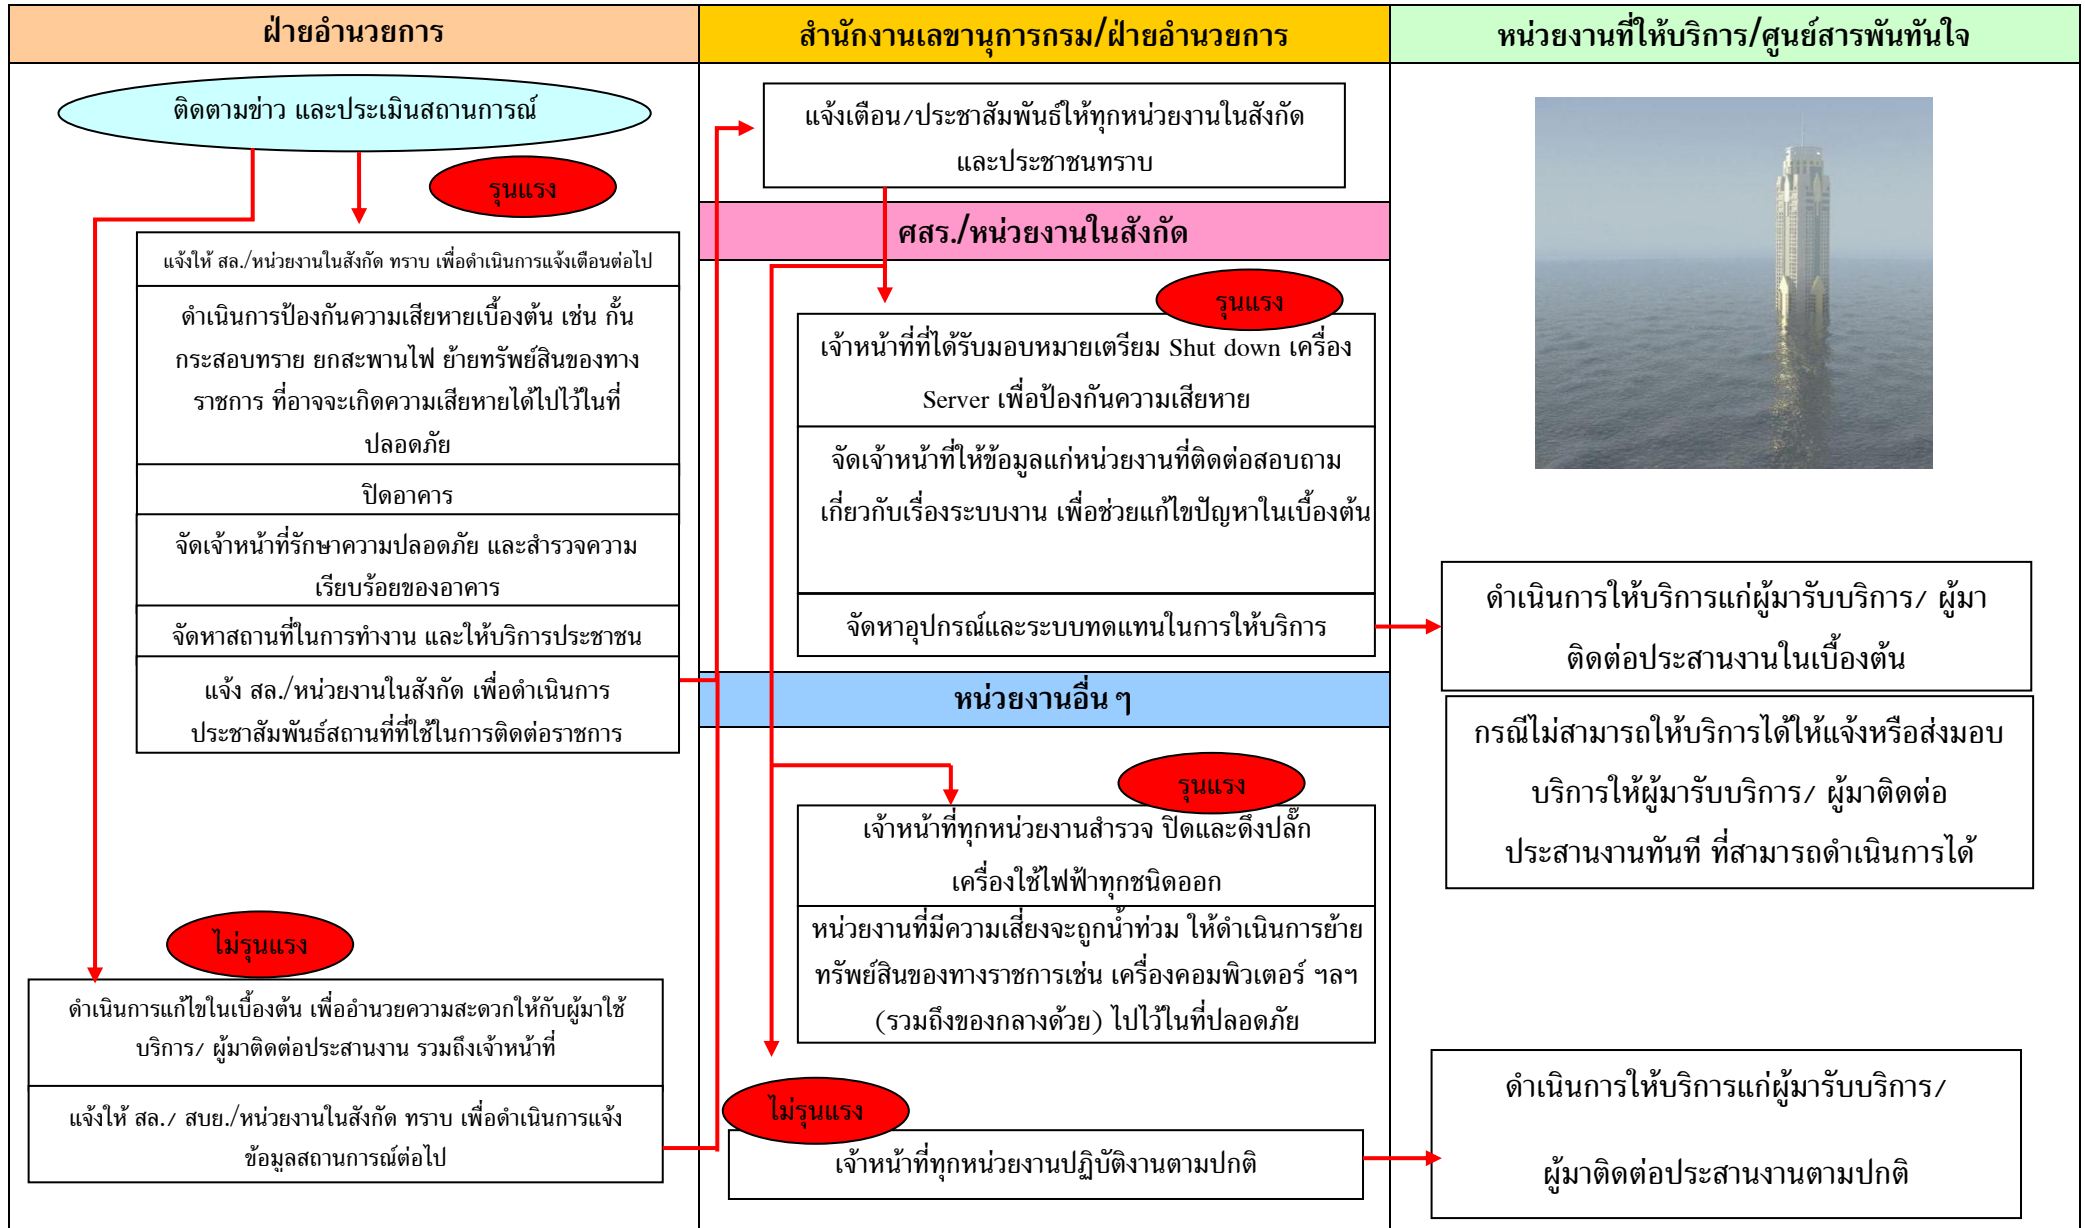 ฝ่ายอำนวยการ
ติดตามข่าว และประเมินสถานการณ์
รุนแรง
แจ้งให้ สล./หน่วยงานในสังกัด ทราบ เพื่อดำเนินการแจ้งเตือนต่อไป
ดำเนินการป้องกันความเสียหายเบื้องต้น เช่น กั้น
กระสอบทราย ยกสะพานไฟ ย้ายทรัพย์สินของทาง
ราชการ ที่อาจจะเกิดความเสียหายได้ไปไว้ในที่
ปลอดภัย
ปิดอาคาร
จัดเจ้าหน้าที่รักษาความปลอดภัย และสำรวจความ
เรียบร้อยของอาคาร
จัดหาสถานที่ในการทำงาน และให้บริการประชาชน
แจ้ง สล./หน่วยงานในสังกัด เพื่อดำเนินการ
ประชาสัมพันธ์สถานที่ที่ใช้ในการติดต่อราชการ
ไม่รุนแรง
ดำเนินการแก้ไขในเบื้องต้น เพื่ออำนวยความสะดวกให้กับผู้มาใช้
บริการ/ ผู้มาติดต่อประสานงาน รวมถึงเจ้าหน้าที่
แจ้งให้ สล./ สบย./หน่วยงานในสังกัด ทราบ เพื่อดำเนินการแจ้ง
ข้อมูลสถานการณ์ต่อไป
สำนักงานเลขานุการกรม/ฝ่ายอำนวยการ
แจ้งเตือน/ประชาสัมพันธ์ให้ทุกหน่วยงานในสังกัด
และประชาชนทราบ
ศสร./หน่วยงานในสังกัด
รุนแรง
เจ้าหน้าที่ที่ได้รับมอบหมายเตรียม Shut down เครื่อง
Server เพื่อป้องกันความเสียหาย
จัดเจ้าหน้าที่ให้ข้อมูลแก่หน่วยงานที่ติดต่อสอบถาม
เกี่ยวกับเรื่องระบบงาน เพื่อช่วยแก้ไขปัญหาในเบื้องต้น
จัดหาอุปกรณ์และระบบทดแทนในการให้บริการ
หน่วยงานอื่น ๆ
รุนแรง
เจ้าหน้าที่ทุกหน่วยงานสำรวจ ปิดและดึงปลั๊ก
เครื่องใช้ไฟฟ้าทุกชนิดออก
หน่วยงานที่มีความเสี่ยงจะถูกน้ำท่วม ให้ดำเนินการย้าย
ทรัพย์สินของทางราชการเช่น เครื่องคอมพิวเตอร์ ฯลฯ
(รวมถึงของกลางด้วย) ไปไว้ในที่ปลอดภัย
ไม่รุนแรง
เจ้าหน้าที่ทุกหน่วยงานปฏิบัติงานตามปกติ
หน่วยงานที่ให้บริการ/ศูนย์สารพันทันใจ
ดำเนินการให้บริการแก่ผู้มารับบริการ/ ผู้มา
ติดต่อประสานงานในเบื้องต้น
กรณีไม่สามารถให้บริการได้ให้แจ้งหรือส่งมอบ
บริการให้ผู้มารับบริการ/ ผู้มาติดต่อ
ประสานงานทันที ที่สามารถดำเนินการได้
ดำเนินการให้บริการแก่ผู้มารับบริการ/
ผู้มาติดต่อประสานงานตามปกติ